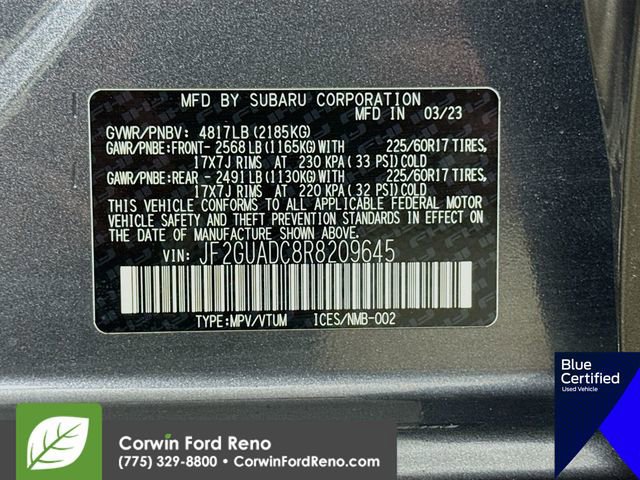 MFD BY SUBARU CORPORATION
MFD IN 03/23
GVWR/PNBV: 4817LB (2185KG)
GAWR/PNBE: FRONT- 2568 LB (1165KG) WITH 225/60R17 TIRES,
17X7J RIMS AT 230 KPA (33 PSI) COLD
GAWR/PNBE: REAR - 2491 LB (1130KG) WITH 225/60R17 TIRES,
17X7J RIMS AT 220 KPA (32 PSI) COLD
THIS VEHICLE CONFORMS TO ALL APPLICABLE FEDERAL MOTOR
VEHICLE SAFETY AND THEFT PREVENTION STANDARDS IN EFFECT
ON THE DATE OF MANUFACTURE SHOWN ABOVE.
VIN: JF2GUADC8R8209645
TYPE:MPV/VTUM ICES/NMB-002
Blue
Certified
Used Vehicle
Corwin Ford Reno
(775) 329-8800 • CorwinFordReno.com